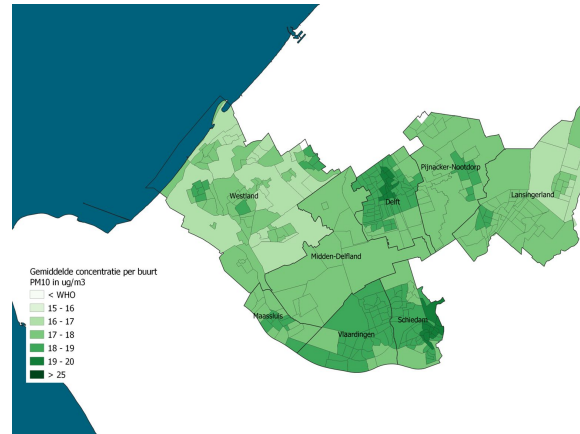 Pijnacker-Nootdorp
Lansingerland
Westland
Delft
Midden-Delfland
Gemiddelde concentratie per buurt
PM10 in ug/m3
< WHO
15 - 16
16 - 17
17 - 18
18 - 19
19 - 20
> 25
Maassluis
Vlaardingen
Schiedam